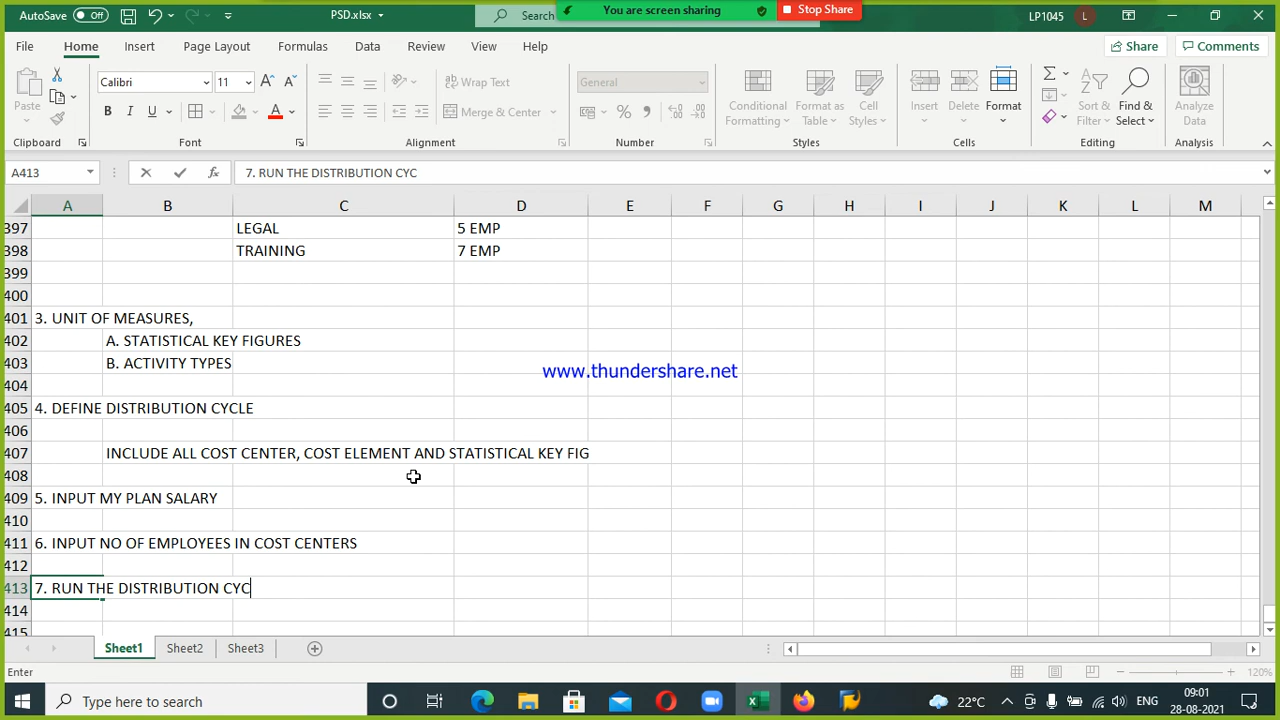 AutoSave Off
PSD.xlsx
Search
You are screen sharing
Stop Share
LP1045
L
File Home Insert Page Layout Formulas Data Review View Help
Share
Comments
Paste
Calibri
11
B I U
Wrap Text
Merge & Center
General
Conditional Formatting
Format as Table
Cell Styles
Insert
Delete
Format
Sort & Filter
Find & Select
Analyze Data
Clipboard Font Alignment Number Styles Cells Editing Analysis
A413
fx
7. RUN THE DISTRIBUTION CYC
A B C D E F G H I J K L M
397 LEGAL 5 EMP
398 TRAINING 7 EMP
399
400
401 3. UNIT OF MEASURES,
402 A. STATISTICAL KEY FIGURES
403 B. ACTIVITY TYPES
www.thundershare.net
404
405 4. DEFINE DISTRIBUTION CYCLE
406
407 INCLUDE ALL COST CENTER, COST ELEMENT AND STATISTICAL KEY FIG
408
409 5. INPUT MY PLAN SALARY
410
411 6. INPUT NO OF EMPLOYEES IN COST CENTERS
412
413 7. RUN THE DISTRIBUTION CYC
414
415
Sheet1 Sheet2 Sheet3
Enter
120%
Type here to search
22°C
ENG
09:01
28-08-2021